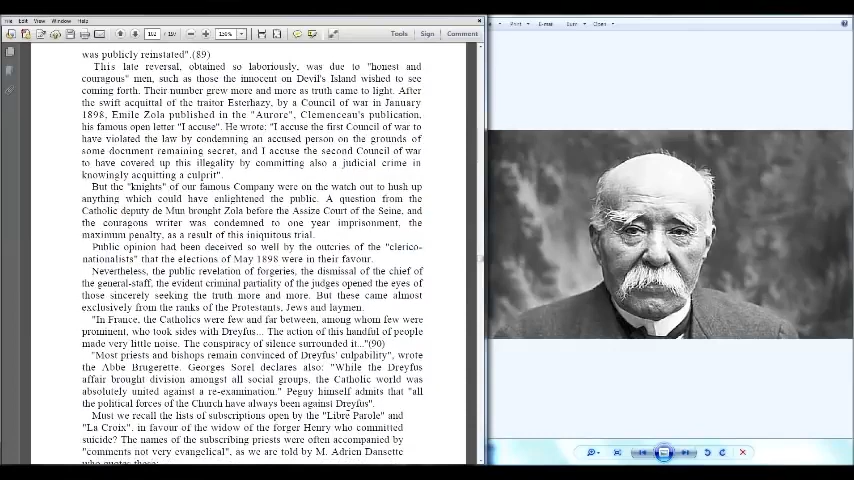 File Edit View Window Help
Print E-mail Burn Open
192 / 197
136%
Tools Sign Comment
was publicly reinstated".(89)
This late reversal, obtained so laboriously, was due to "honest and
couragous" men, such as those the innocent on Devil's Island wished to see
coming forth. Their number grew more and more as truth came to light. After
the swift acquittal of the traitor Esterhazy, by a Council of war in January
1898, Emile Zola published in the "Aurore", Clemenceau's publication,
his famous open letter "I accuse". He wrote: "I accuse the first Council of war to
have violated the law by condemning an accused person on the grounds of
some document remaining secret, and I accuse the second Council of war
to have covered up this illegality by committing also a judicial crime in
knowingly acquitting a culprit".
But the "knights" of our famous Company were on the watch out to hush up
anything which could have enlightened the public. A question from the
Catholic deputy de Mun brought Zola before the Assize Court of the Seine, and
the couragous writer was condemned to one year imprisonment, the
maximum penalty, as a result of this iniquitous trial.
Public opinion had been deceived so well by the outcries of the "clerico-
nationalists" that the elections of May 1898 were in their favour.
Nevertheless, the public revelation of forgeries, the dismissal of the chief of
the general-staff, the evident criminal partiality of the judges opened the eyes of
those sincerely seeking the truth more and more. But these came almost
exclusively from the ranks of the Protestants, Jews and laymen.
"In France, the Catholics were few and far between, among whom few were
prominent, who took sides with Dreyfus... The action of this handful of people
made very little noise. The conspiracy of silence surrounded it..."(90)
"Most priests and bishops remain convinced of Dreyfus' culpability", wrote
the Abbe Brugerette. Georges Sorel declares also: "While the Dreyfus
affair brought division amongst all social groups, the Catholic world was
absolutely united against a re-examination." Peguy himself admits that "all
the political forces of the Church have always been against Dreyfus".
Must we recall the lists of subscriptions open by the "Libre Parole" and
"La Croix", in favour of the widow of the forger Henry who committed
suicide? The names of the subscribing priests were often accompanied by
"comments not very evangelical", as we are told by M. Adrien Dansette
who quotes these: